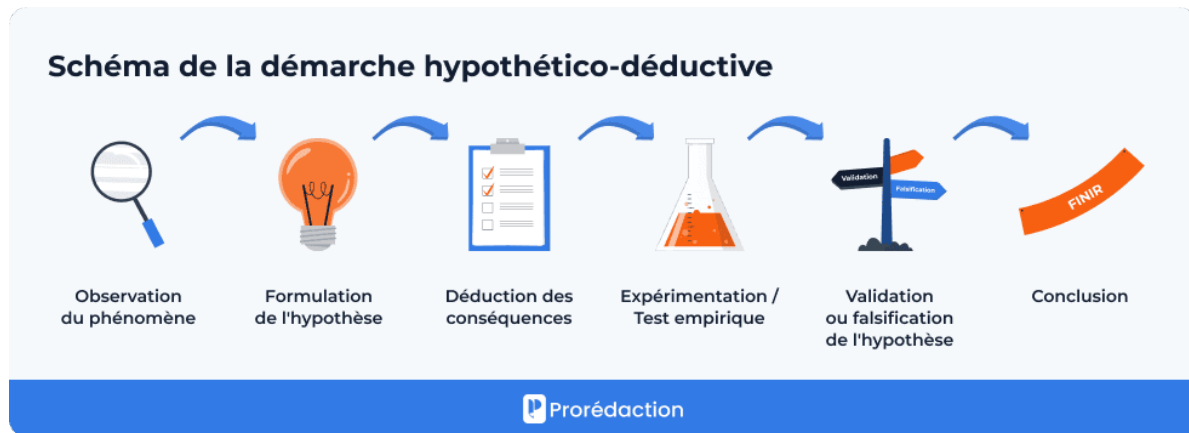 Schéma de la démarche hypothético-déductive
Validation
Falsification
FINIR
Observation
du phénomène
Formulation
de l'hypothèse
Déduction des
conséquences
Expérimentation /
Test empirique
Validation
ou falsification
de l'hypothèse
Conclusion
Prorédaction